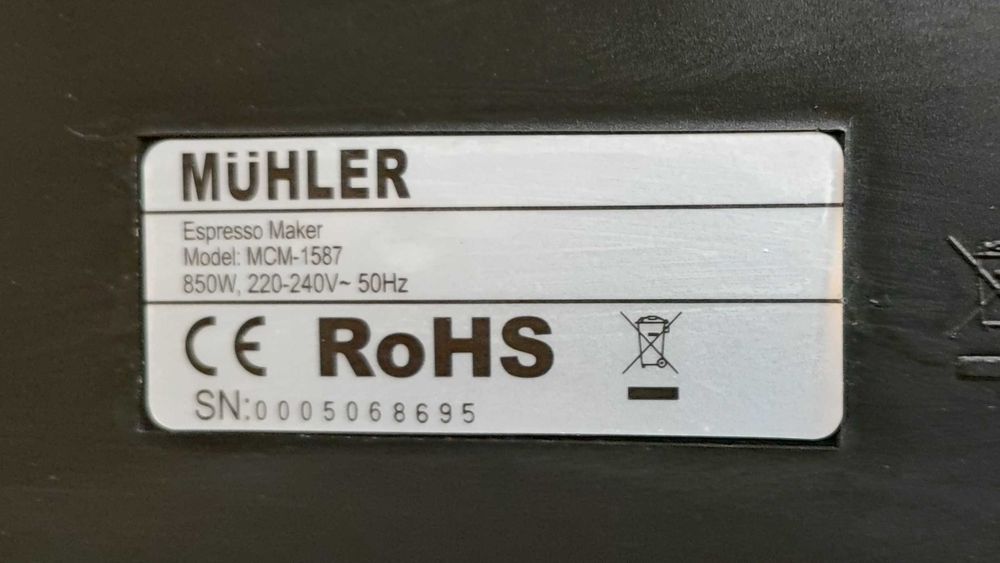 MÜHLER
Espresso Maker
Model: MCM-1587
850W, 220-240V~ 50Hz
CE RoHS
SN:0005068695